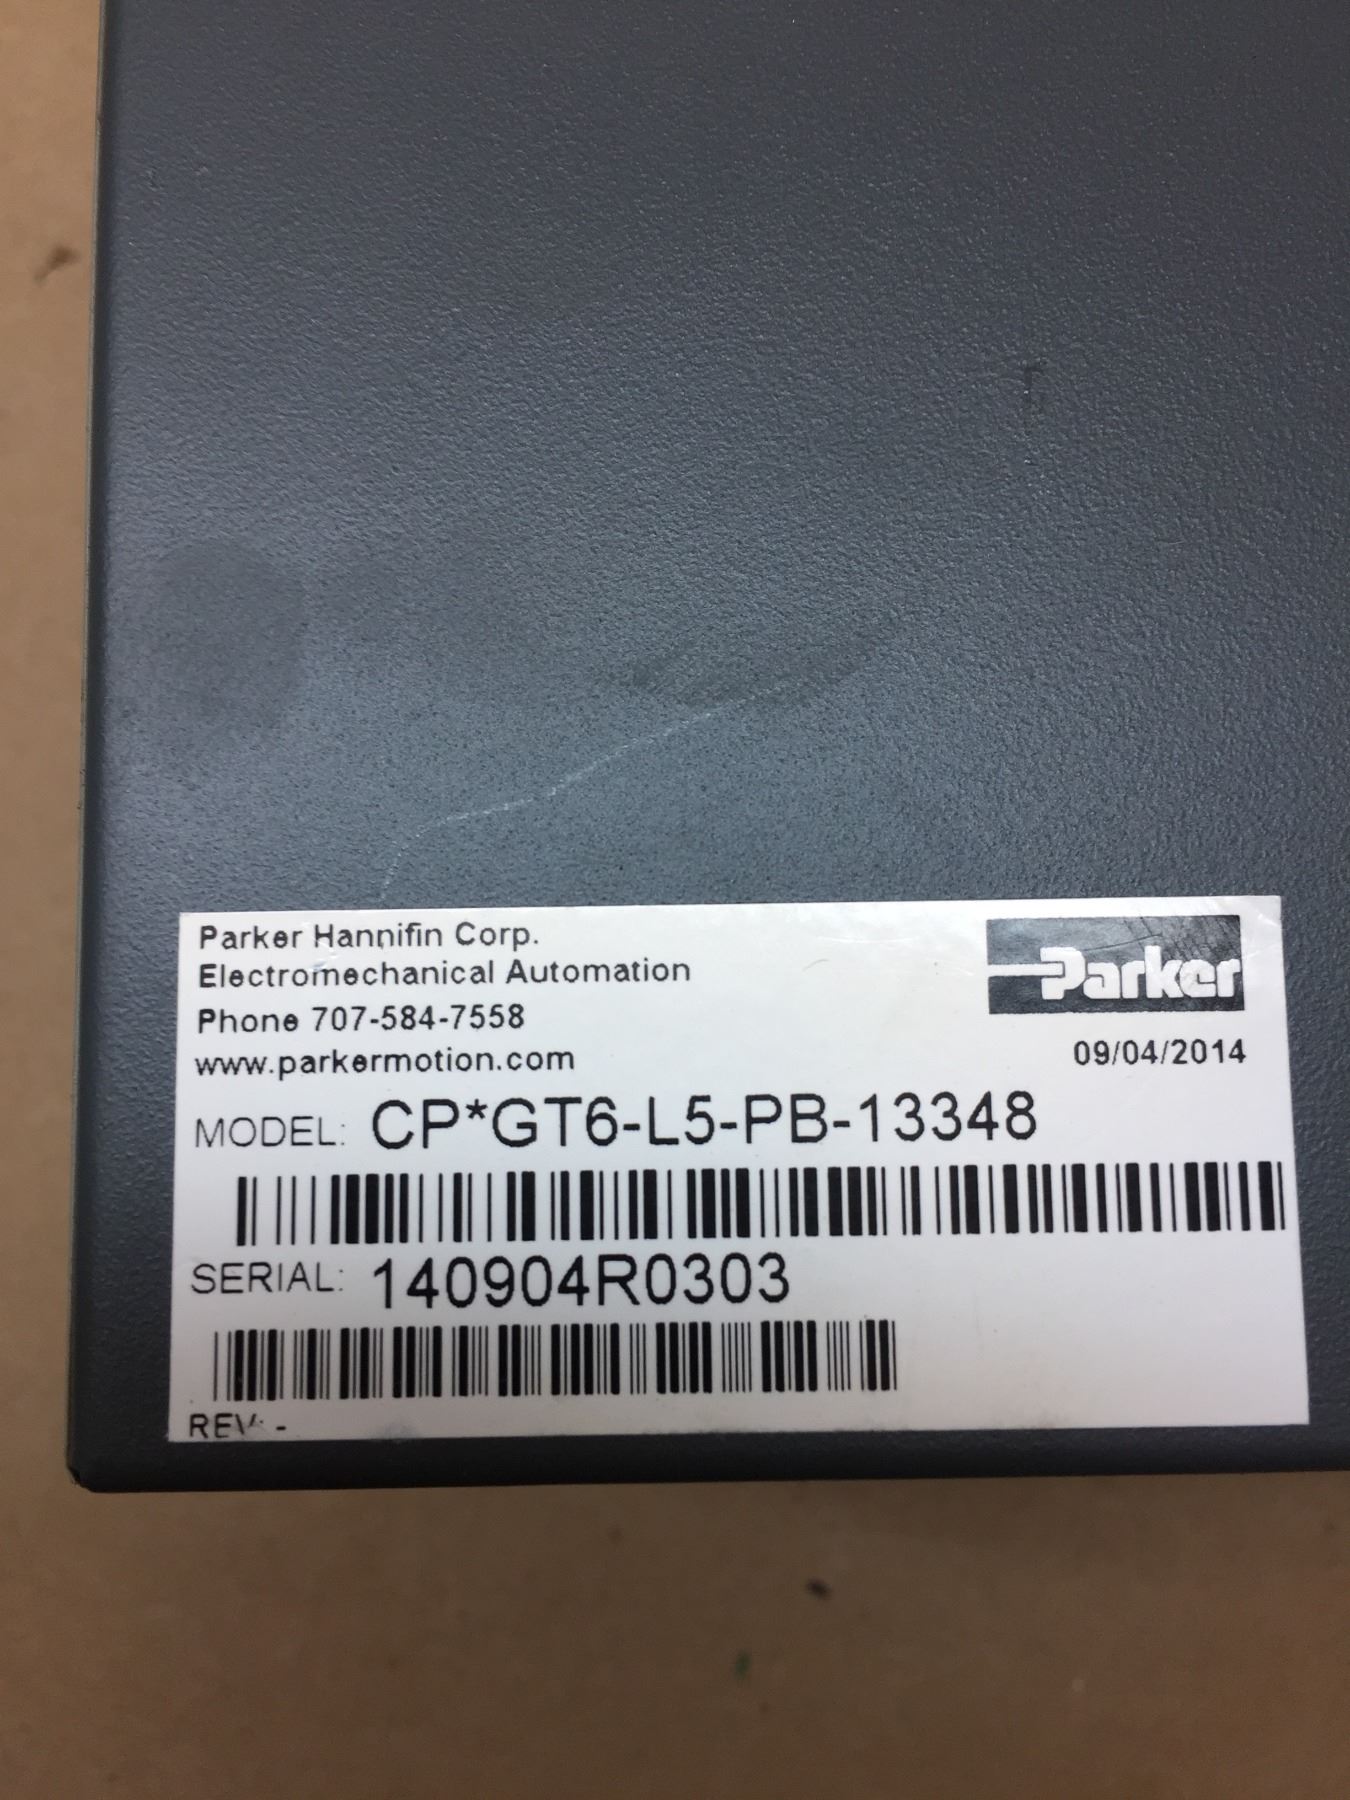 Parker Hannifin Corp.
Electromechanical Automation
Phone 707-584-7558
www.parkermotion.com
Parker
09/04/2014
MODEL: CP*GT6-L5-PB-13348
SERIAL: 140904R0303
REV: -